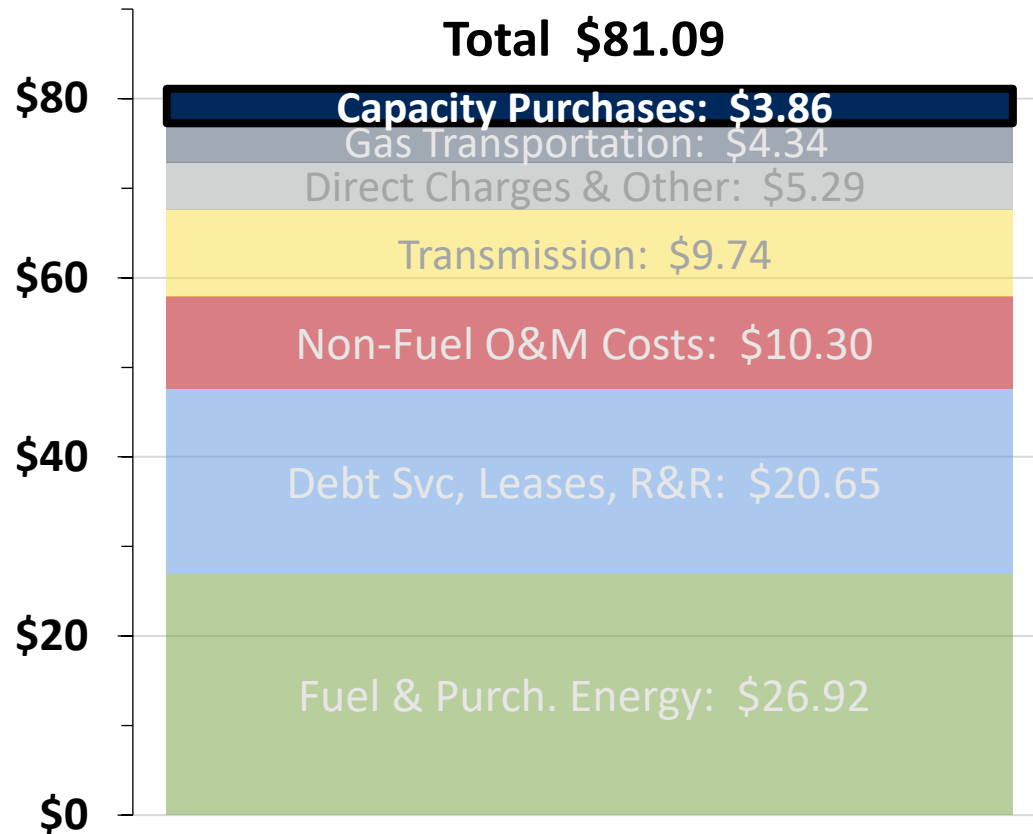 Total $81.09
$80
Capacity Purchases: $3.86
Gas Transportation: $4.34
Direct Charges & Other: $5.29
Transmission: $9.74
$60
Non-Fuel O&M Costs: $10.30
$40
Debt Svc, Leases, R&R: $20.65
$20
Fuel & Purch. Energy: $26.92
$0